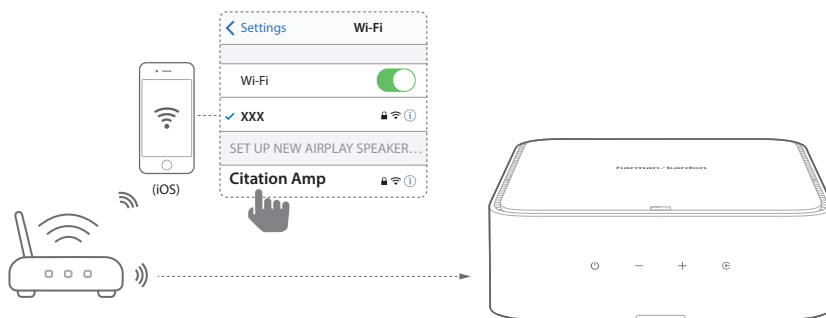 Settings Wi-Fi
Wi-Fi
XXX
SET UP NEW AIRPLAY SPEAKER…
Citation Amp
(iOS)
harman/kardon